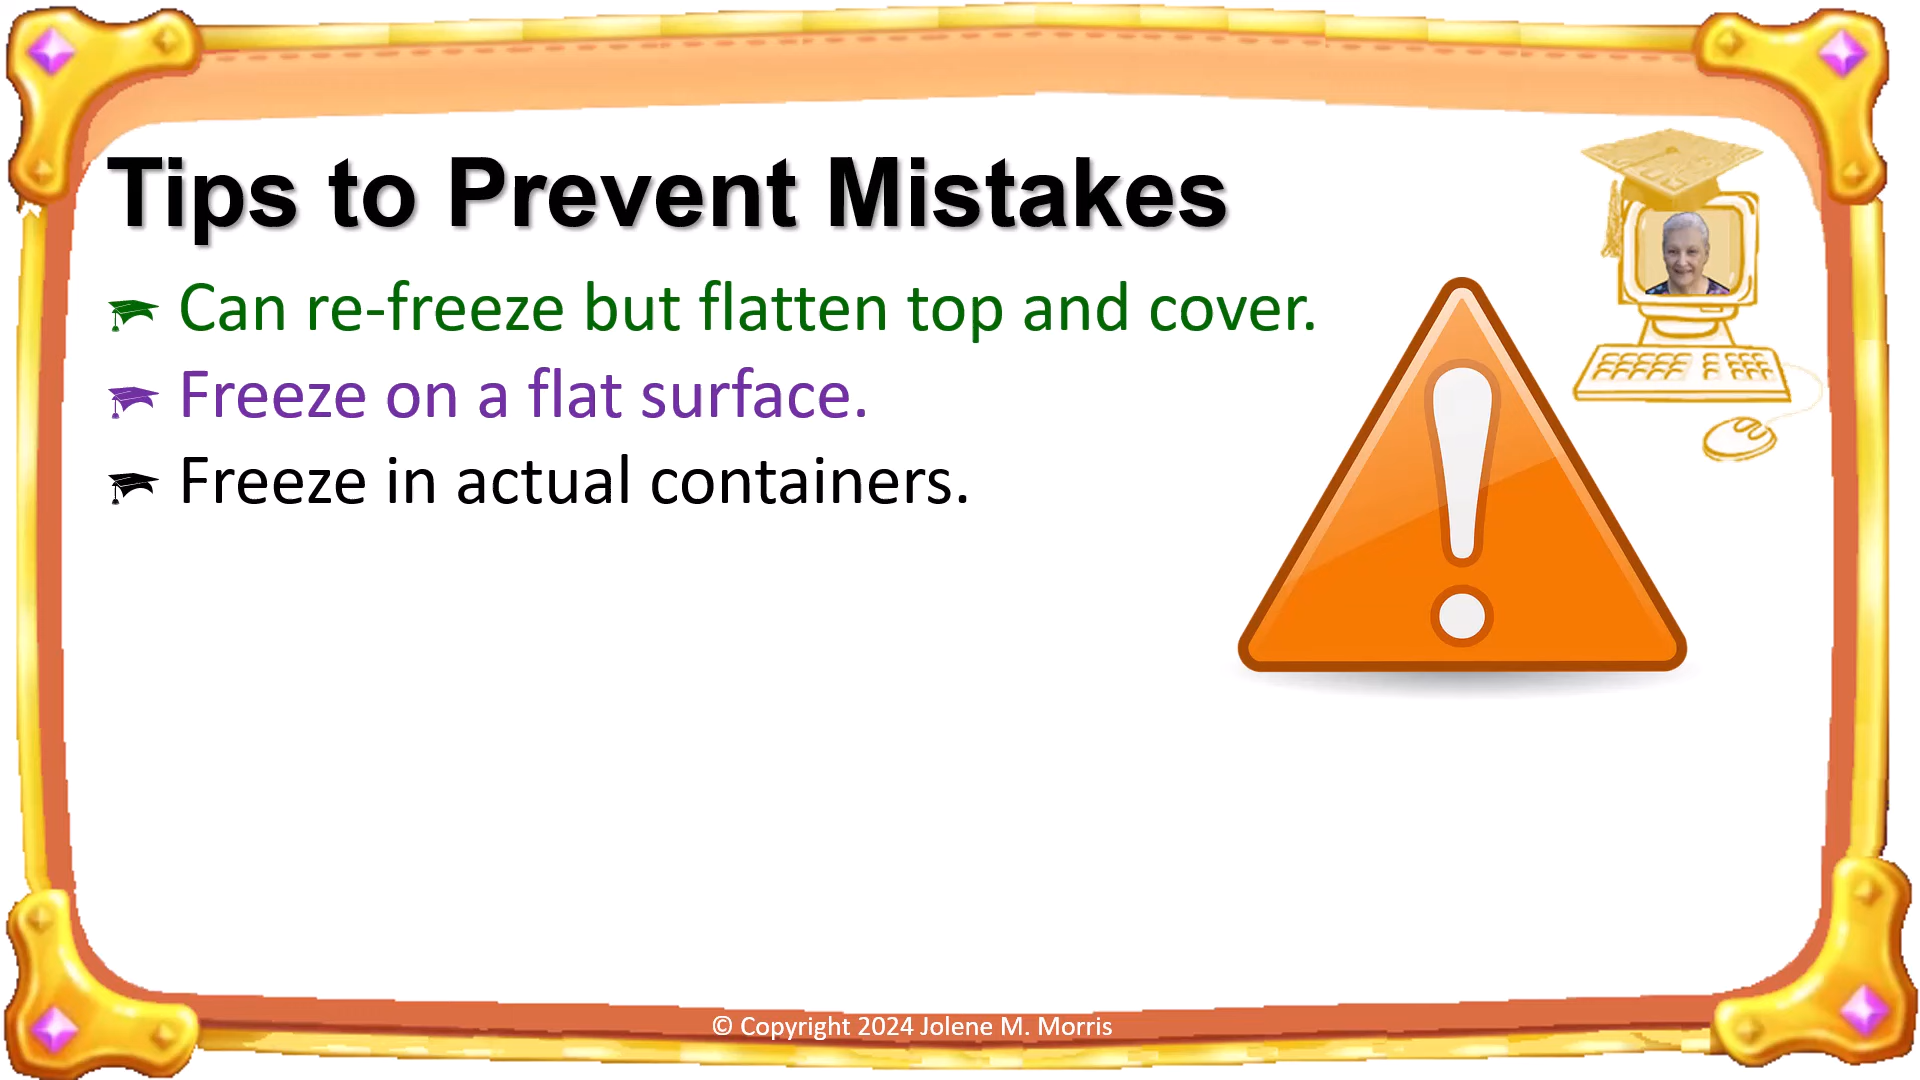 Tips to Prevent Mistakes
Can re-freeze but flatten top and cover.
Freeze on a flat surface.
Freeze in actual containers.
© Copyright 2024 Jolene M. Morris